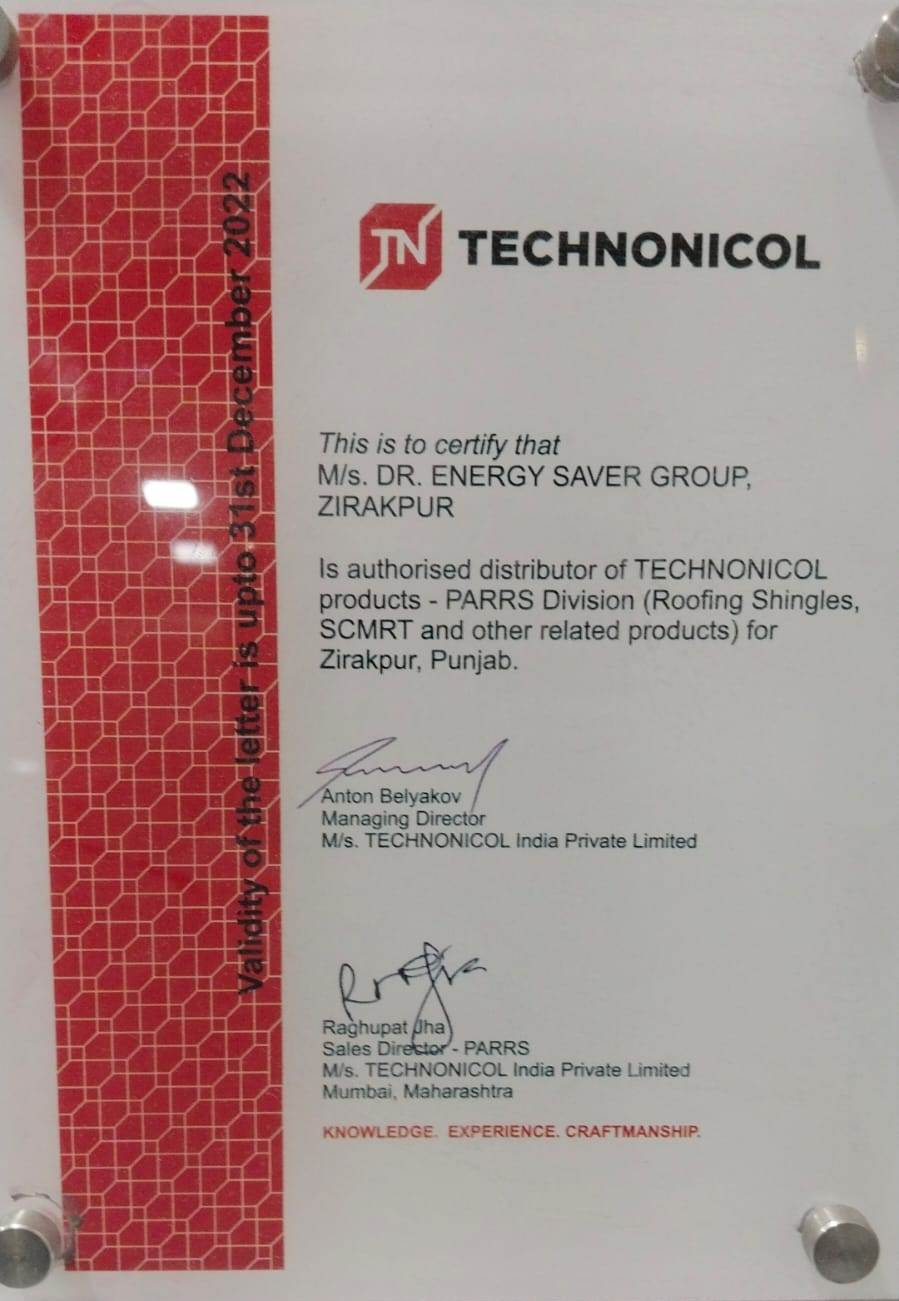 TN TECHNONICOL
This is to certify that
M/s. DR. ENERGY SAVER GROUP,
ZIRAKPUR
Is authorised distributor of TECHNONICOL
products - PARRS Division (Roofing Shingles,
SCMRT and other related products) for
Zirakpur, Punjab.
Anton Belyakov
Managing Director
M/s. TECHNONICOL India Private Limited
Raghupat Jha
Sales Director - PARRS
M/s. TECHNONICOL India Private Limited
Mumbai, Maharashtra
KNOWLEDGE. EXPERIENCE. CRAFTMANSHIP.
Validity of the letter is upto 31st December 2022